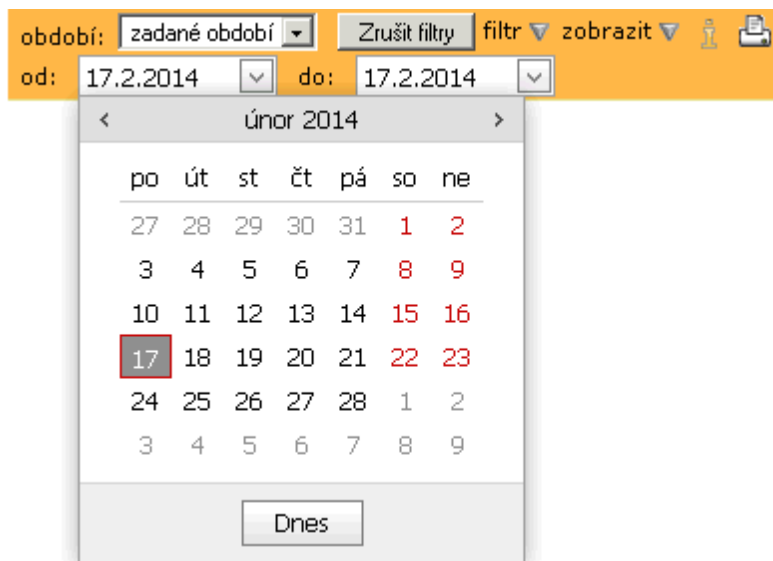 období: zadané období Zrušit filtry filtr zobrazit
od: 17.2.2014 do: 17.2.2014
únor 2014
po út st čt pá so ne
27 28 29 30 31 1 2
3 4 5 6 7 8 9
10 11 12 13 14 15 16
17 18 19 20 21 22 23
24 25 26 27 28 1 2
3 4 5 6 7 8 9
Dnes